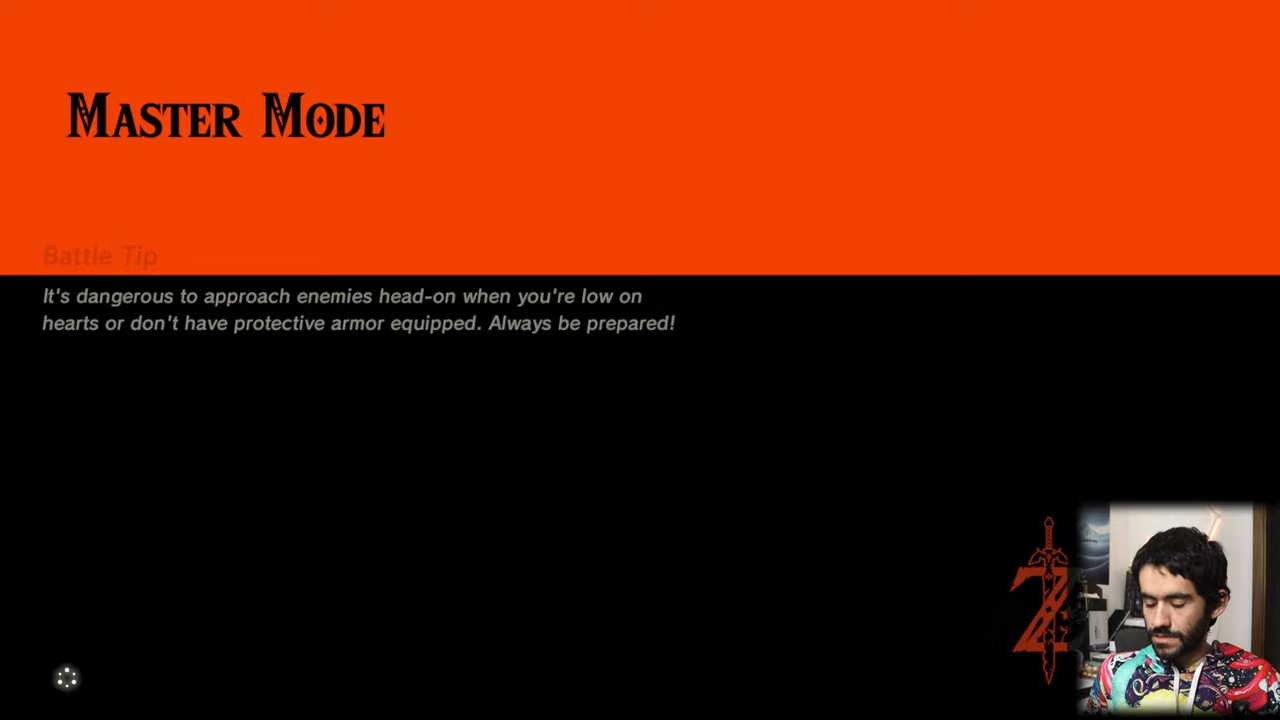 Master Mode
Battle Tip
It's dangerous to approach enemies head-on when you're low on
hearts or don't have protective armor equipped. Always be prepared!
Z